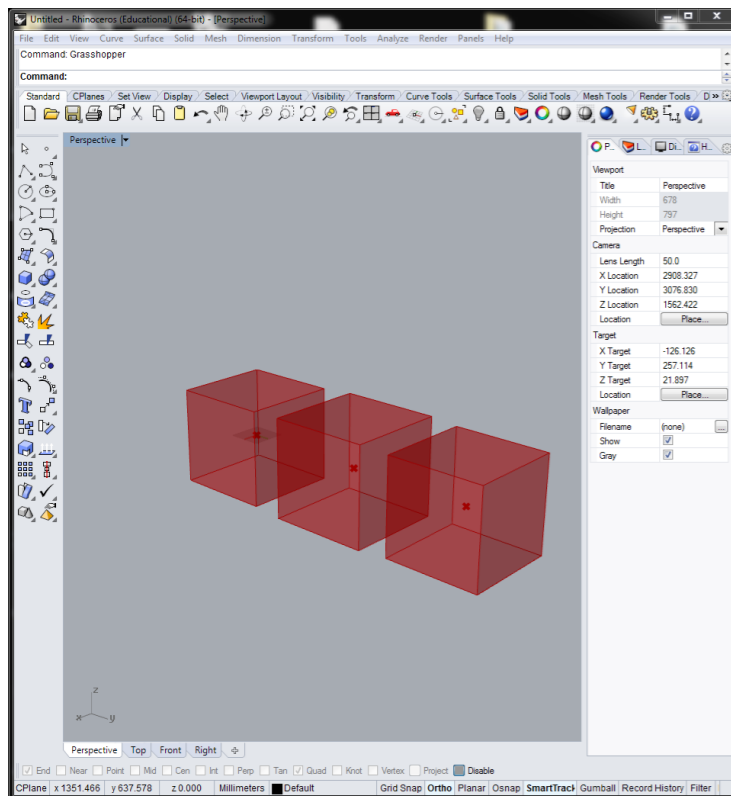 Untitled - Rhinoceros (Educational) (64-bit) - [Perspective]
File Edit View Curve Surface Solid Mesh Dimension Transform Tools Analyze Render Panels Help
Command: Grasshopper
Command:
Standard CPlanes Set View Display Select Viewport Layout Visibility Transform Curve Tools Surface Tools Solid Tools Mesh Tools Render Tools D »
Perspective
P... L... Di... H...
Viewport
Title Perspective
Width 678
Height 797
Projection Perspective
Camera
Lens Length 50.0
X Location 2908.327
Y Location 3076.830
Z Location 1562.422
Location Place...
Target
X Target -126.126
Y Target 257.114
Z Target 21.897
Location Place...
Wallpaper
Filename (none) ...
Show
Gray
z
x y
Perspective Top Front Right
End Near Point Mid Cen Int Perp Tan Quad Knot Vertex Project Disable
CPlane x 1351.466 y 637.578 z 0.000 Millimeters Default Grid Snap Ortho Planar Osnap SmartTrack Gumball Record History Filter